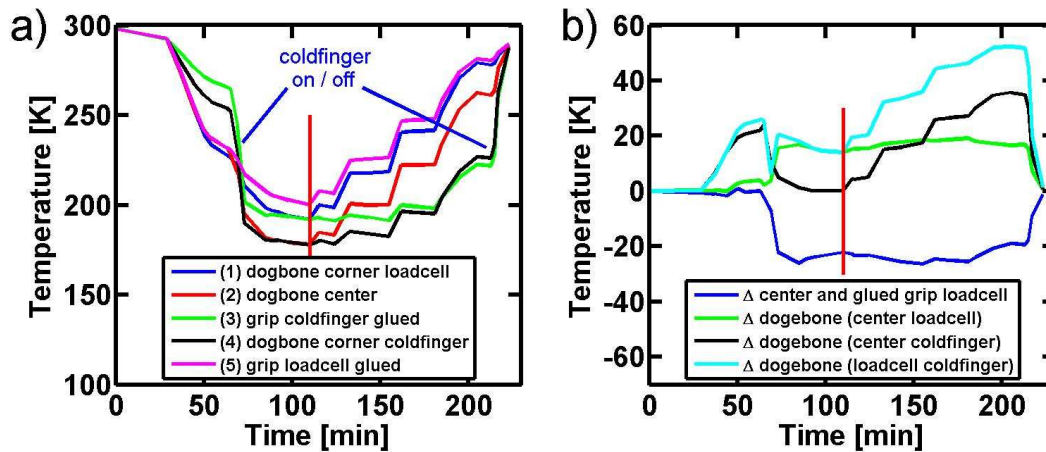 a)
Temperature [K]
300
250
200
150
100
coldfinger
on / off
(1) dogbone corner loadcell
(2) dogbone center
(3) grip coldfinger glued
(4) dogbone corner coldfinger
(5) grip loadcell glued
0 50 100 150 200
Time [min]
b)
Temperature [K]
60
40
20
0
-20
-40
-60
Δ center and glued grip loadcell
Δ dogebone (center loadcell)
Δ dogebone (center coldfinger)
Δ dogebone (loadcell coldfinger)
0 50 100 150 200
Time [min]